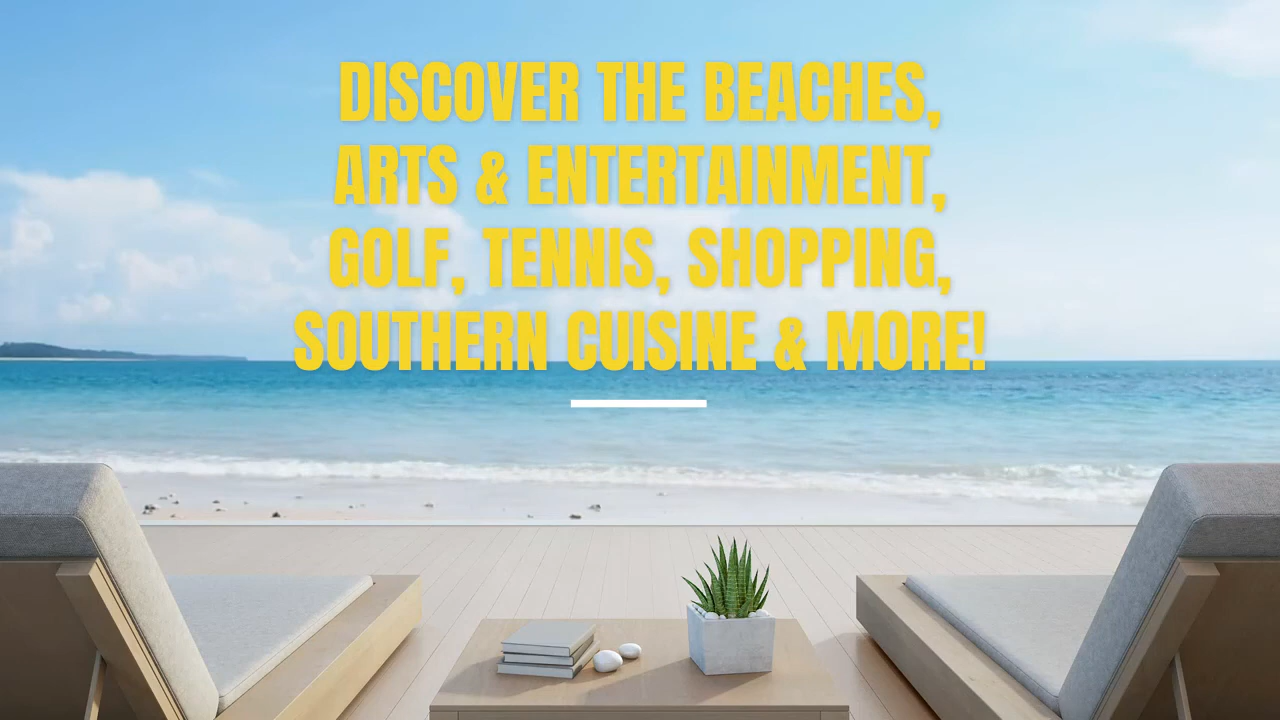 DISCOVER THE BEACHES,
ARTS & ENTERTAINMENT,
GOLF, TENNIS, SHOPPING,
SOUTHERN CUISINE & MORE!